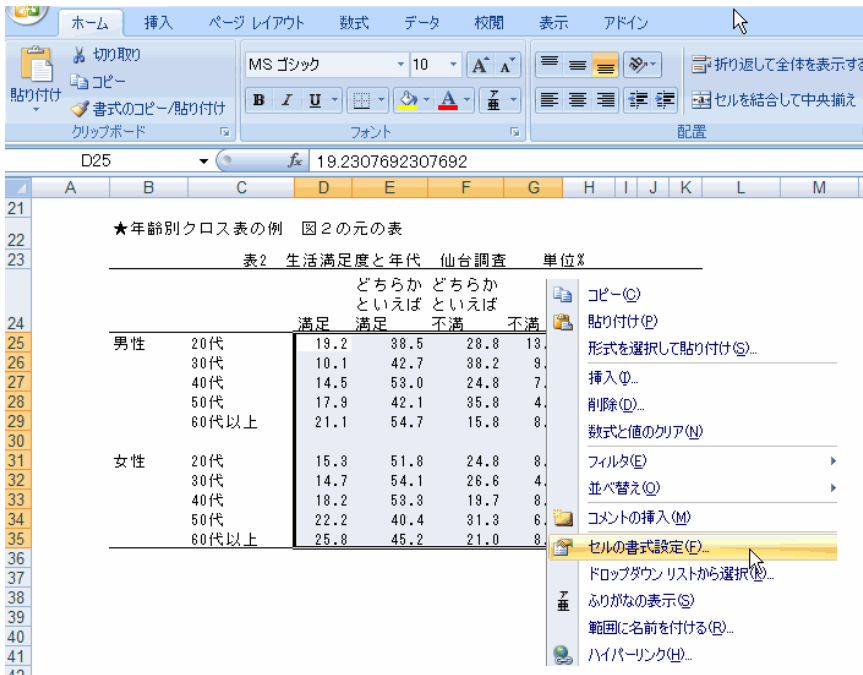 ホーム 挿入 ページ レイアウト 数式 データ 校閲 表示 アドイン
切り取り
コピー
貼り付け
書式のコピー/貼り付け
クリップボード
MS ゴシック 10 A A
B I U A ア亜
フォント
折り返して全体を表示する
セルを結合して中央揃え
配置
D25 fx 19.2307692307692
A B C D E F G H I J K L M
21
22 ★年齢別クロス表の例 図2の元の表
23 表2 生活満足度と年代 仙台調査 単位%
どちらか どちらか
といえば といえば
24 満足 満足 不満 不満
25 男性 20代 19.2 38.5 28.8 13.
26 30代 10.1 42.7 38.2 9.
27 40代 14.5 53.0 24.8 7.
28 50代 17.9 42.1 35.8 4.
29 60代以上 21.1 54.7 15.8 8.
30
31 女性 20代 15.3 51.8 24.8 8.
32 30代 14.7 54.1 26.6 4.
33 40代 18.2 53.3 19.7 8.
34 50代 22.2 40.4 31.3 6.
35 60代以上 25.8 45.2 21.0 8.
36
37
38
39
40
41
コピー(C)
貼り付け(P)
形式を選択して貼り付け(S)...
挿入(I)...
削除(D)...
数式と値のクリア(N)
フィルタ(E)
並べ替え(O)
コメントの挿入(M)
セルの書式設定(F)...
ドロップダウン リストから選択(K)...
ア亜 ふりがなの表示(S)
範囲に名前を付ける(R)...
ハイパーリンク(H)...